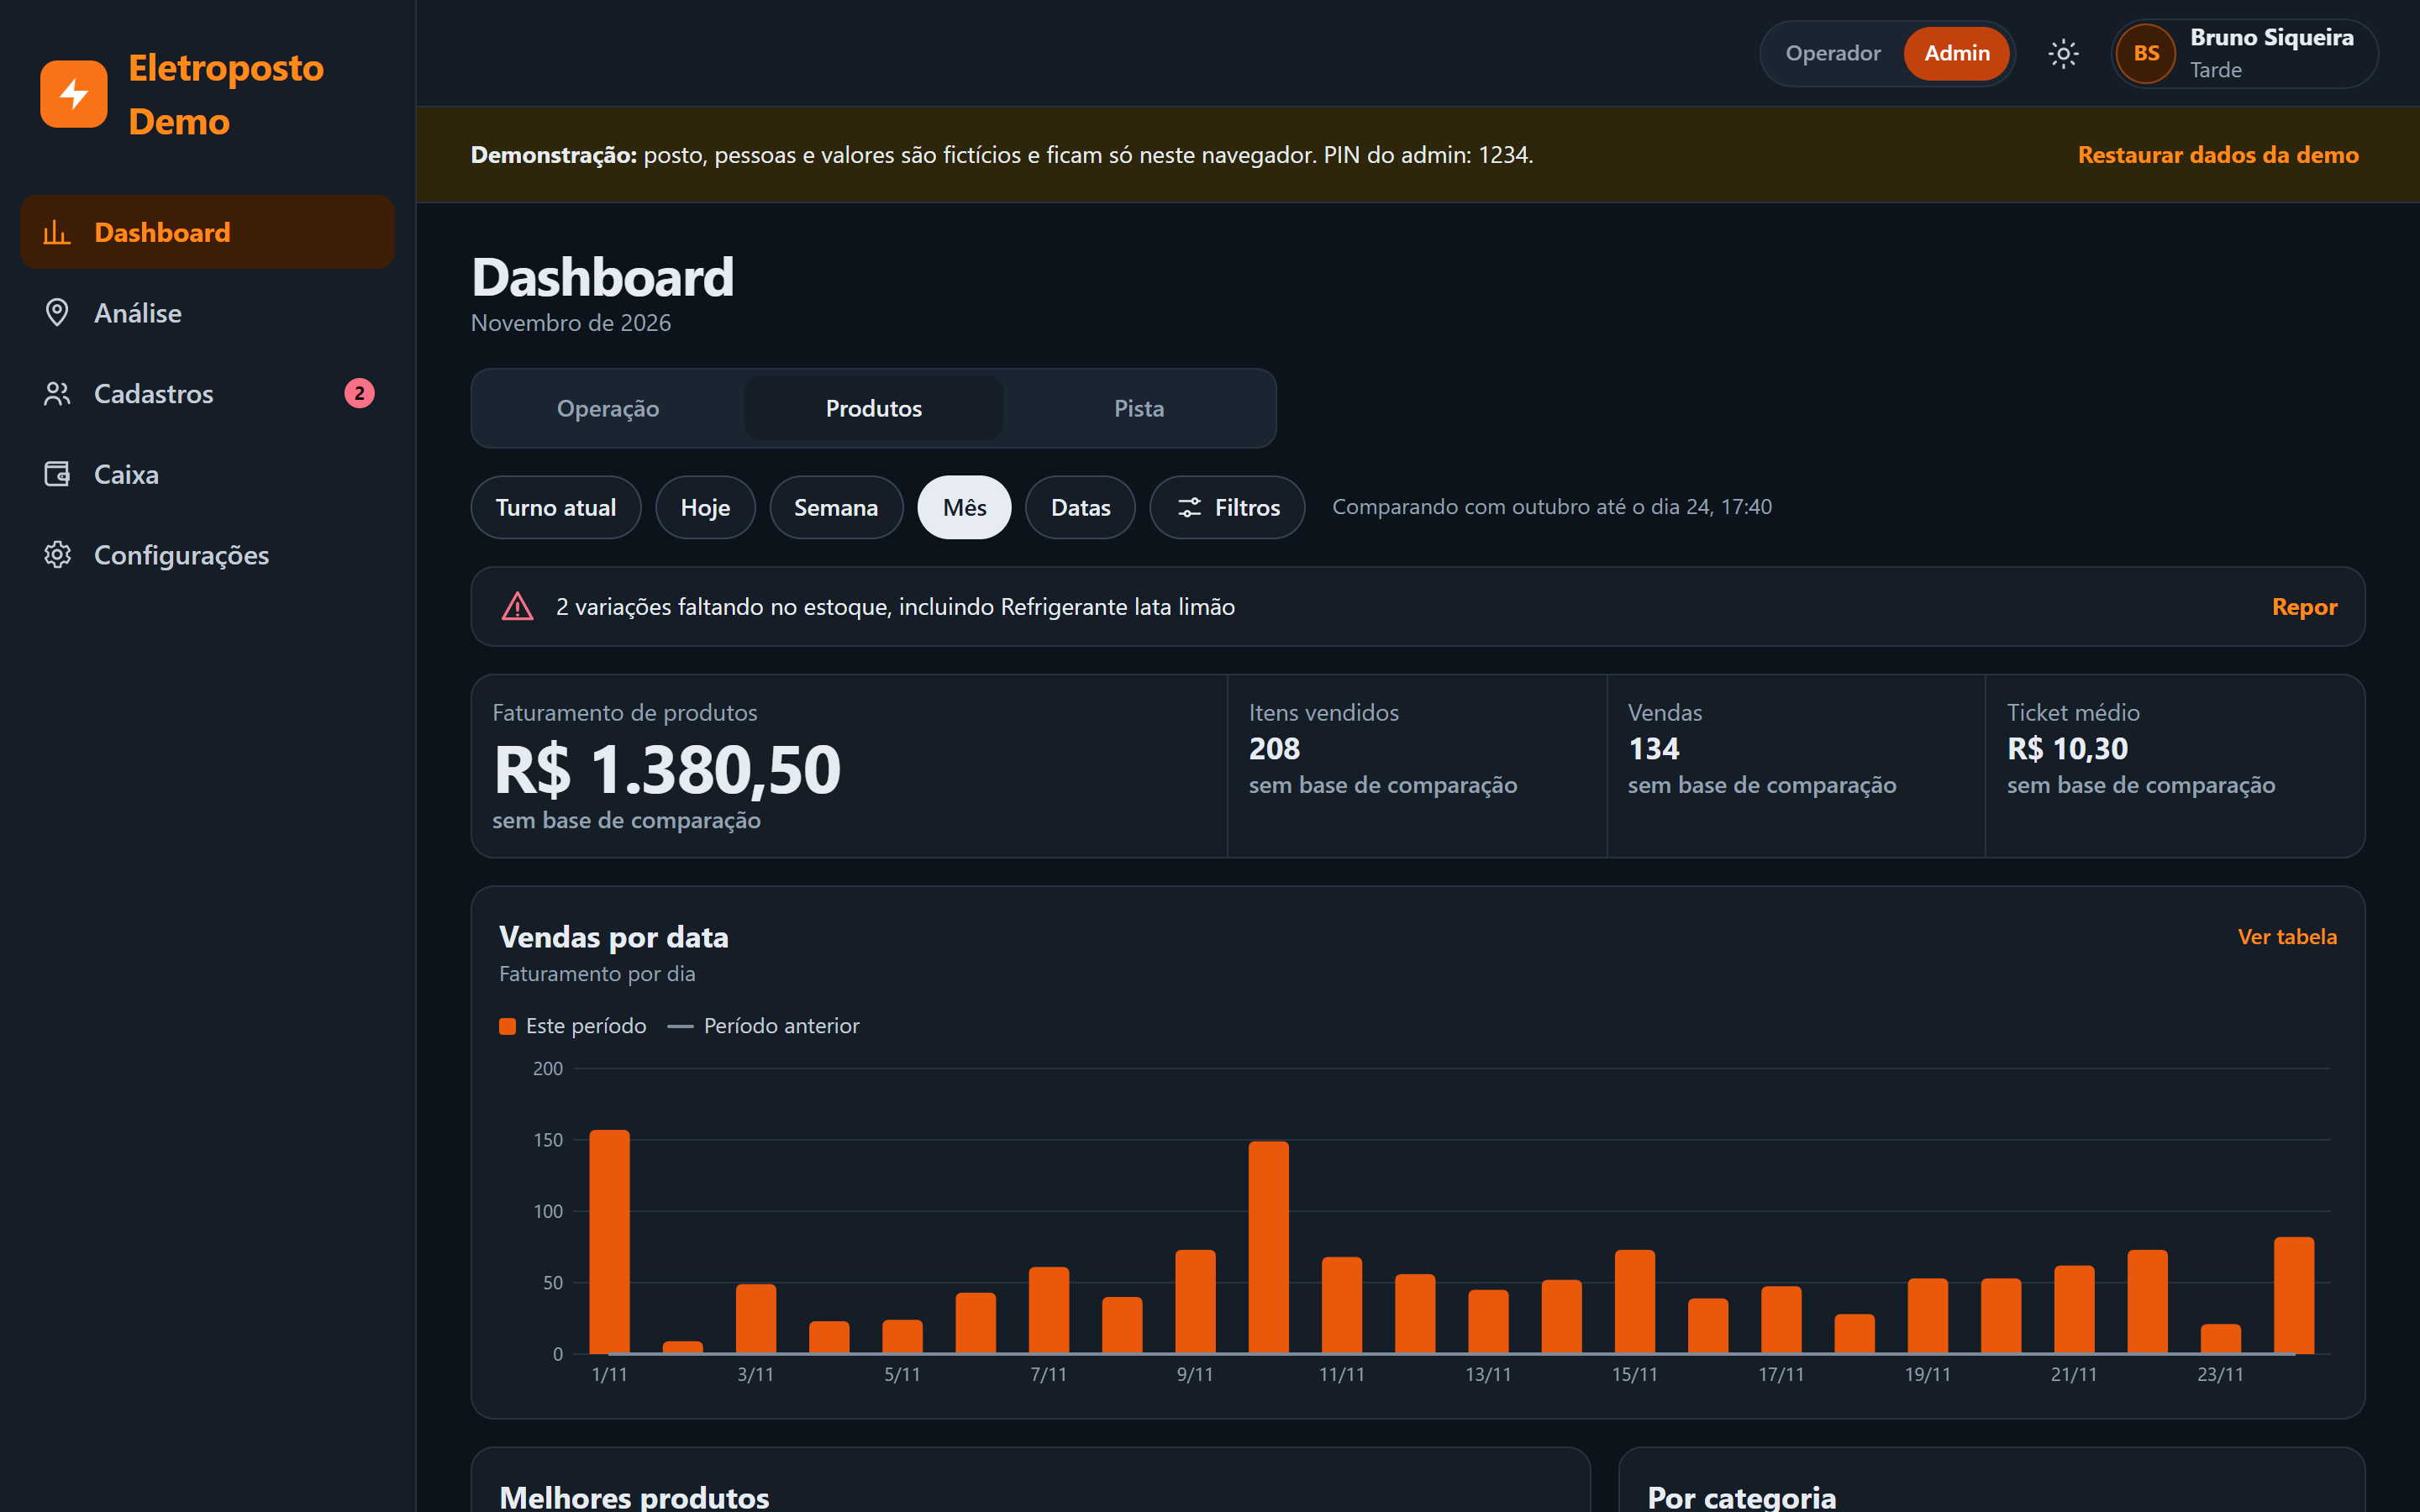 Eletroposto
Demo
Dashboard
Análise
Cadastros
2
Caixa
Configurações
Operador
Admin
BS
Bruno Siqueira
Tarde
Demonstração: posto, pessoas e valores são fictícios e ficam só neste navegador. PIN do admin: 1234.
Restaurar dados da demo
Dashboard
Novembro de 2026
Operação
Produtos
Pista
Turno atual
Hoje
Semana
Mês
Datas
Filtros
Comparando com outubro até o dia 24, 17:40
2 variações faltando no estoque, incluindo Refrigerante lata limão
Repor
Faturamento de produtos
R$ 1.380,50
sem base de comparação
Itens vendidos
208
sem base de comparação
Vendas
134
sem base de comparação
Ticket médio
R$ 10,30
sem base de comparação
Vendas por data
Ver tabela
Faturamento por dia
Este período
Período anterior
200
150
100
50
0
1/11
3/11
5/11
7/11
9/11
11/11
13/11
15/11
17/11
19/11
21/11
23/11
Melhores produtos
Por categoria